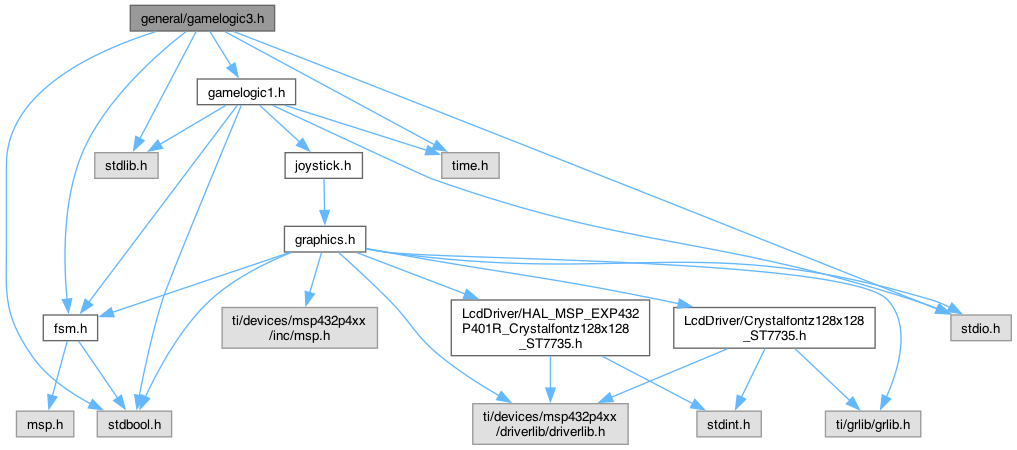 general/gamelogic3.h
gamelogic1.h
stdlib.h
joystick.h
time.h
graphics.h
fsm.h
ti/devices/msp432p4xx
/inc/msp.h
LcdDriver/HAL_MSP_EXP432
P401R_Crystalfontz128x128
_ST7735.h
LcdDriver/Crystalfontz128x128
_ST7735.h
stdio.h
msp.h
stdbool.h
ti/devices/msp432p4xx
/driverlib/driverlib.h
stdint.h
ti/grlib/grlib.h